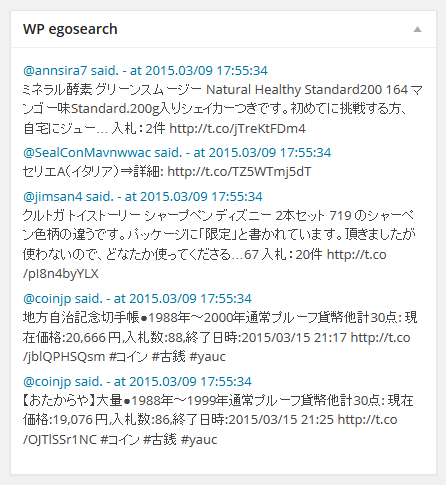 WP egosearch
@annsira7 said. - at 2015.03/09 17:55:34
ミネラル酵素 グリーンスムージー Natural Healthy Standard200 164 マ
ンゴー味Standard.200g入りシェイカーつきです。初めてに挑戦する方、
自宅にジュー... 入札：2件 http://t.co/jTreKtFDm4
@SealConMavnwwac said. - at 2015.03/09 17:55:34
セリエA（イタリア）⇒詳細: http://t.co/TZ5WTmj5dT
@jimsan4 said. - at 2015.03/09 17:55:34
クルトガ トイストーリー シャープペン ディズニー 2本セット 719 のシャーペ
ン色柄の違うです。パッケージに「限定」と書かれています。頂きましたが
使わないので、どなたか使ってくださる...67 入札：20件 http://t.co
/pI8n4byYLX
@coinjp said. - at 2015.03/09 17:55:34
地方自治記念切手帳●1988年～2000年通常プルーフ貨幣他計30点: 現
在価格:20,666 円,入札数:88,終了日時:2015/03/15 21:17 http://t.co
/jblQPHSQsm #コイン #古銭 #yauc
@coinjp said. - at 2015.03/09 17:55:34
【おたからや】大量●1988年～1999年通常プルーフ貨幣他計30点: 現在
価格:19,076 円,入札数:86,終了日時:2015/03/15 21:25 http://t.co
/OJTlSSr1NC #コイン #古銭 #yauc